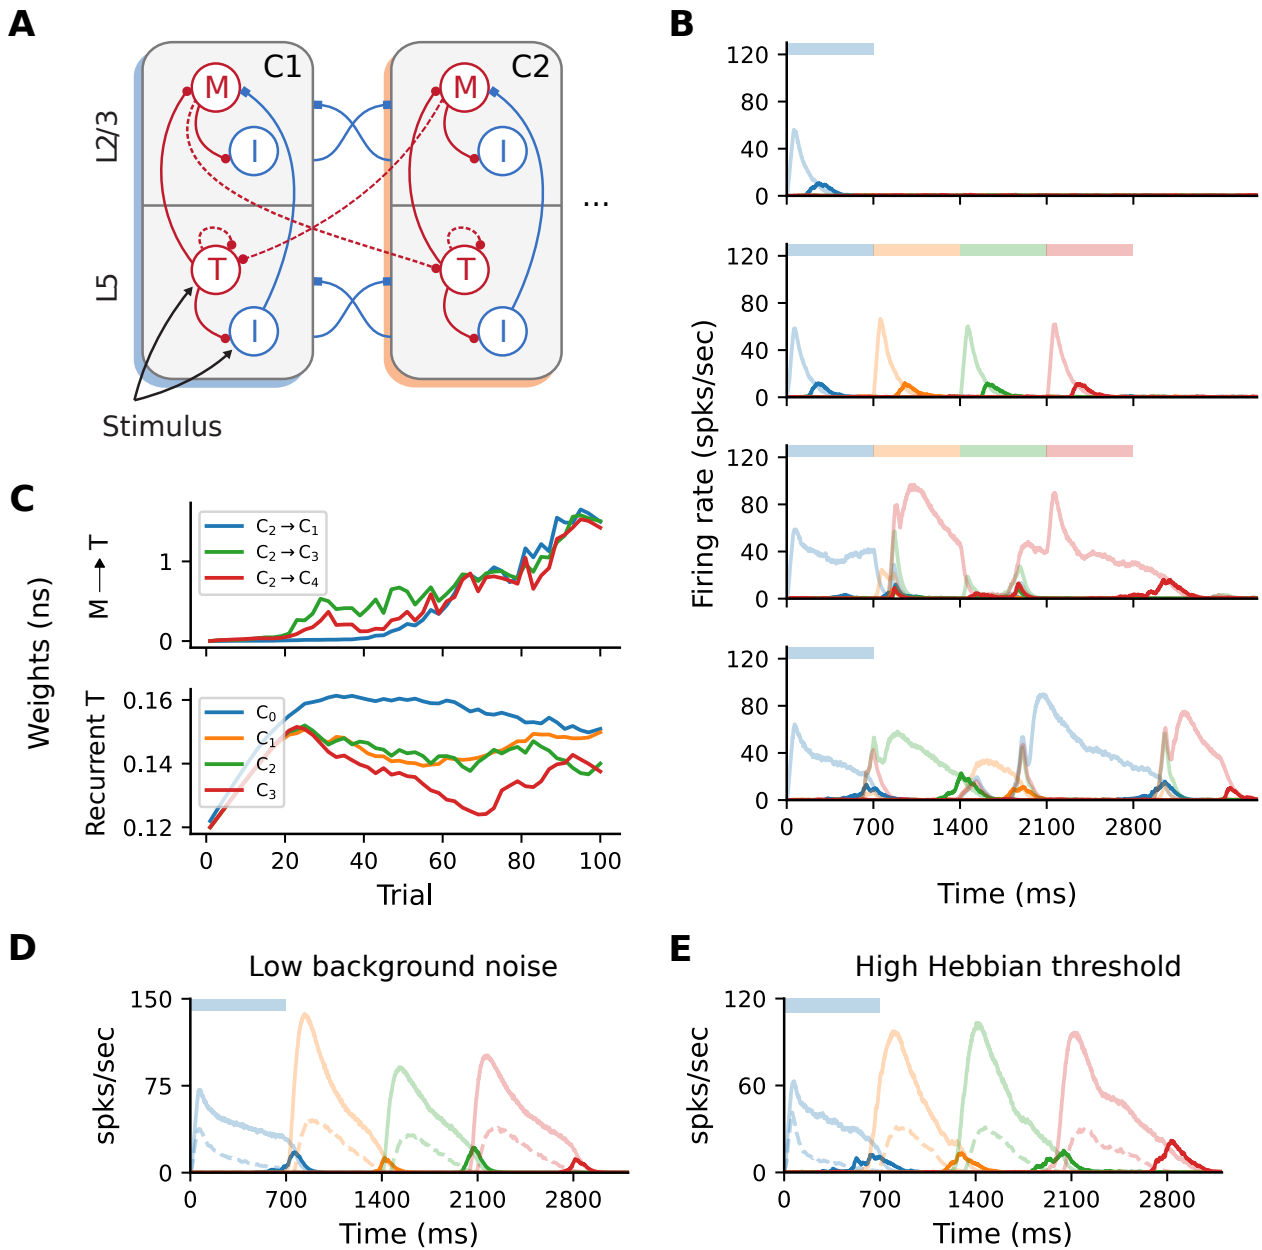 A
C1
C2
M
M
I
I
L2/3
...
T
T
L5
I
I
Stimulus
B
120
80
40
0
120
80
40
0
120
80
40
0
120
80
40
0
0 700 1400 2100 2800
Firing rate (spks/sec)
Time (ms)
C
Weights (ns)
M → T
1
0
C₂ → C₁
C₂ → C₃
C₂ → C₄
Recurrent T
0.16
0.14
0.12
C₀
C₁
C₂
C₃
0 20 40 60 80 100
Trial
D
Low background noise
spks/sec
150
75
0
0 700 1400 2100 2800
Time (ms)
E
High Hebbian threshold
spks/sec
120
60
0
0 700 1400 2100 2800
Time (ms)